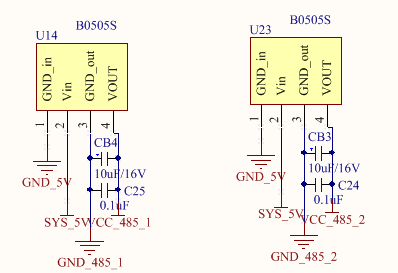 B0505S
U14
GND_in
Vin
GND_out
VOUT
1
2
3
4
CB4
10uF/16V
C25
0.1uF
GND_5V
SYS_5V
VCC_485_1
GND_485_1
B0505S
U23
GND_in
Vin
GND_out
VOUT
1
2
3
4
CB3
10uF/16V
C24
0.1uF
GND_5V
SYS_5V
VCC_485_2
GND_485_2